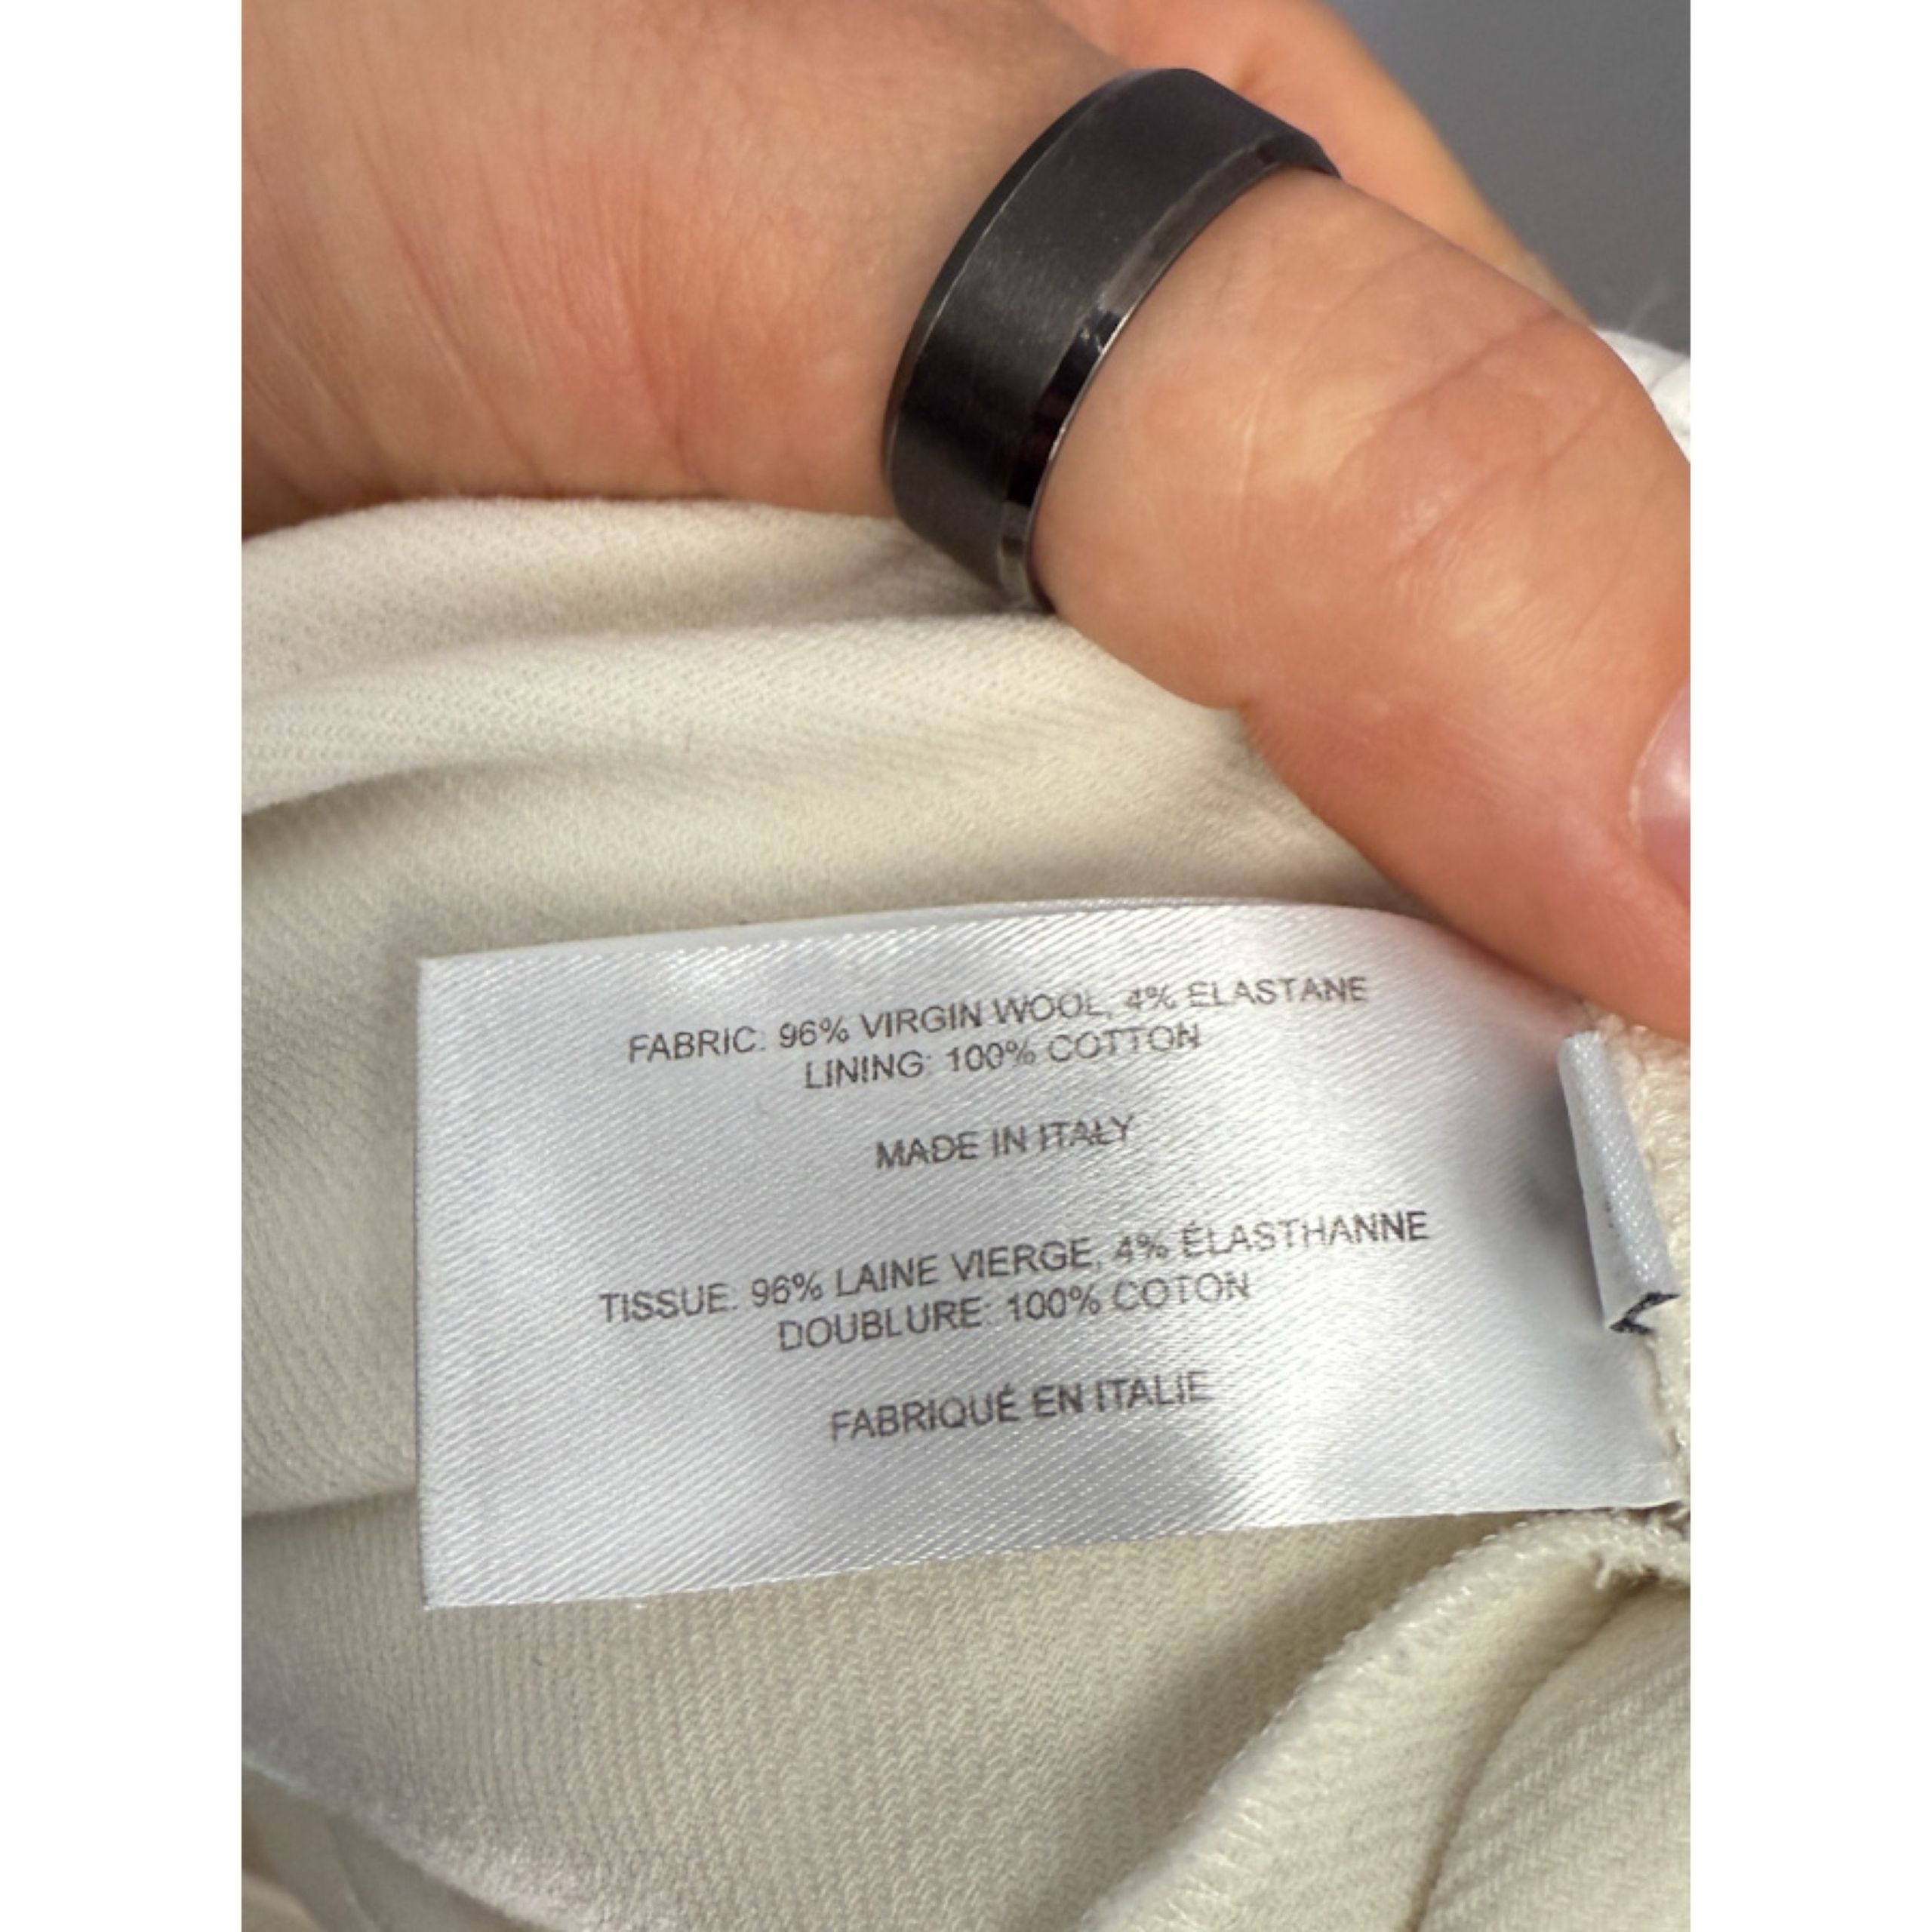 FABRIC: 96% VIRGIN WOOL, 4% ELASTANE
LINING: 100% COTTON
MADE IN ITALY
TISSUE: 96% LAINE VIERGE, 4% ÉLASTHANNE
DOUBLURE: 100% COTON
FABRIQUÉ EN ITALIE